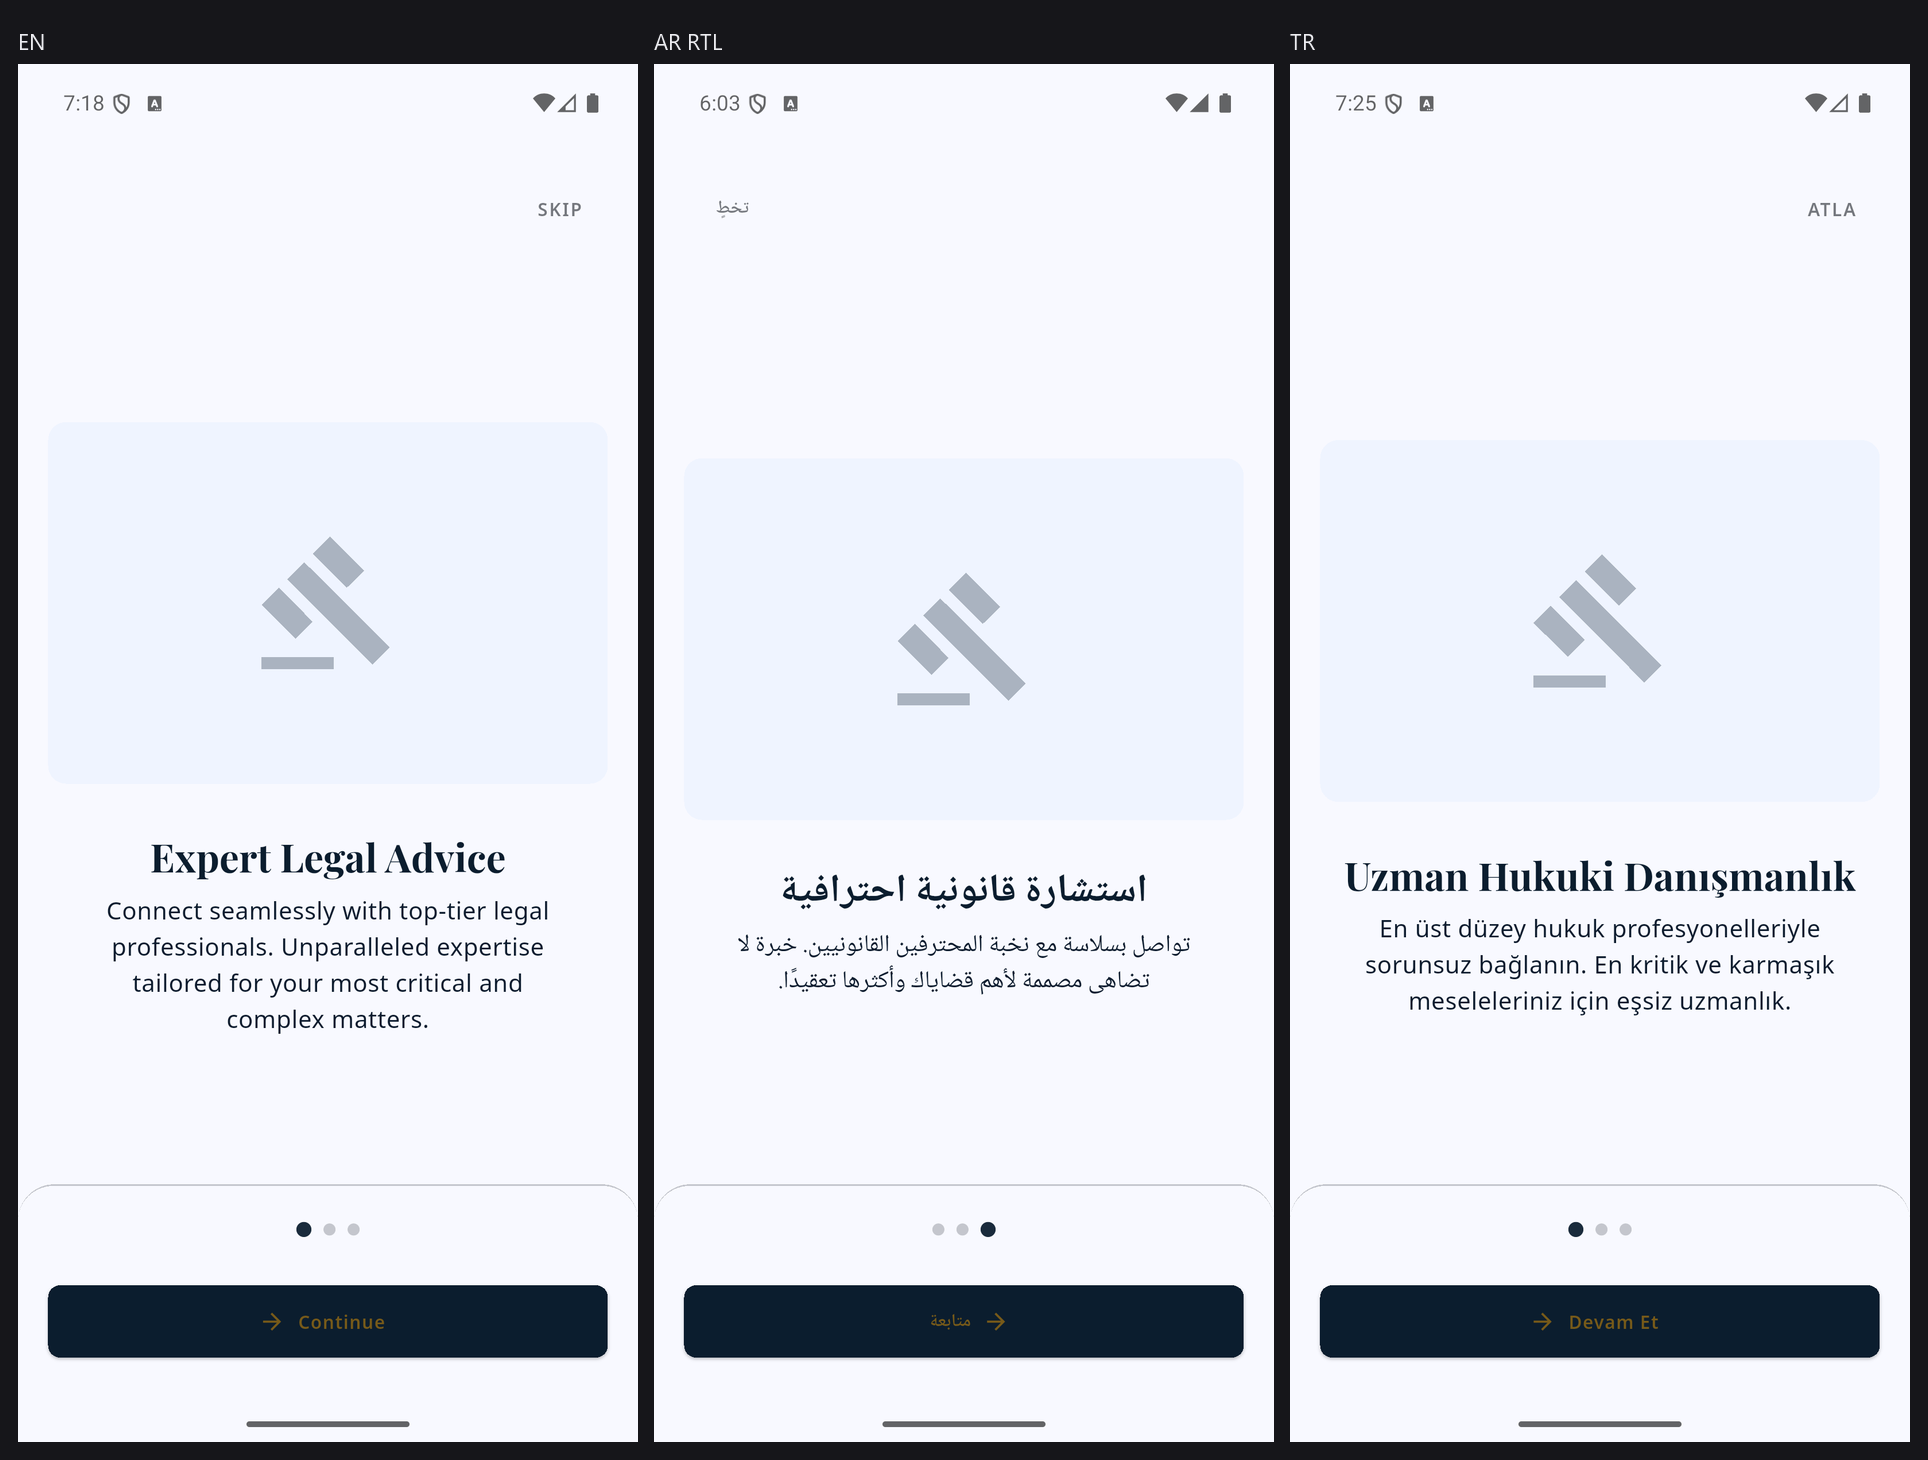 EN
7:18
SKIP
Expert Legal Advice
Connect seamlessly with top-tier legal
professionals. Unparalleled expertise
tailored for your most critical and
complex matters.
Continue
AR RTL
6:03
تخطٍ
استشارة قانونية احترافية
تواصل بسلاسة مع نخبة المحترفين القانونيين. خبرة لا
تضاهى مصممة لأهم قضاياك وأكثرها تعقيدًا.
متابعة
TR
7:25
ATLA
Uzman Hukuki Danışmanlık
En üst düzey hukuk profesyonelleriyle
sorunsuz bağlanın. En kritik ve karmaşık
meseleleriniz için eşsiz uzmanlık.
Devam Et